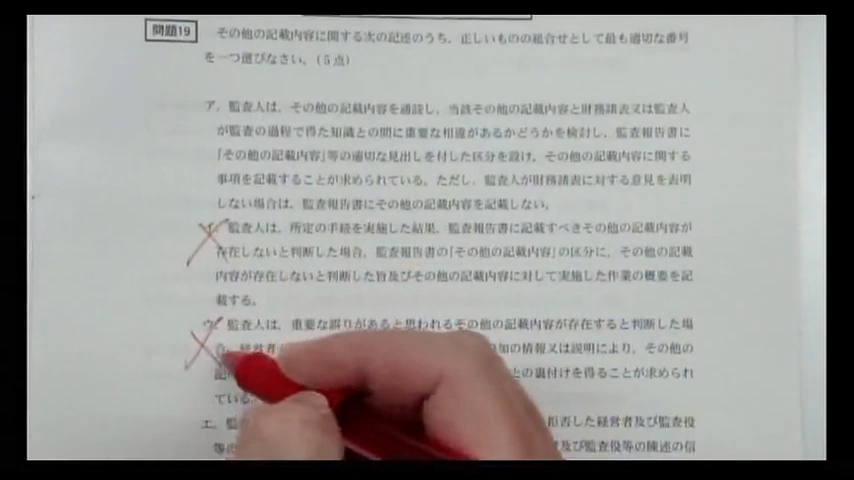 問題19 その他の記載内容に関する次の記述のうち、正しいものの組合せとして最も適切な番号
を一つ選びなさい。(5点)
ア. 監査人は、その他の記載内容を通読し、当該その他の記載内容と財務諸表又は監査人
が監査の過程で得た知識との間に重要な相違があるかどうかを検討し、監査報告書に
「その他の記載内容」等の適切な見出しを付した区分を設け、その他の記載内容に関する
事項を記載することが求められている。ただし、監査人が財務諸表に対する意見を表明
しない場合は、監査報告書にその他の記載内容を記載しない。
イ. 監査人は、所定の手続を実施した結果、監査報告書に記載すべきその他の記載内容が
存在しないと判断した場合、監査報告書の「その他の記載内容」の区分に、その他の記載
内容が存在しないと判断した旨及びその他の記載内容に対して実施した作業の概要を記
載する。
ウ. 監査人は、重要な誤りがあると思われるその他の記載内容が存在すると判断した場
合、経営者 加の情報又は説明により、その他の
記 との裏付けを得ることが求められ
ている。
エ. 監 拒否した経営者及び監査役
等 者及び監査役等の陳述の信